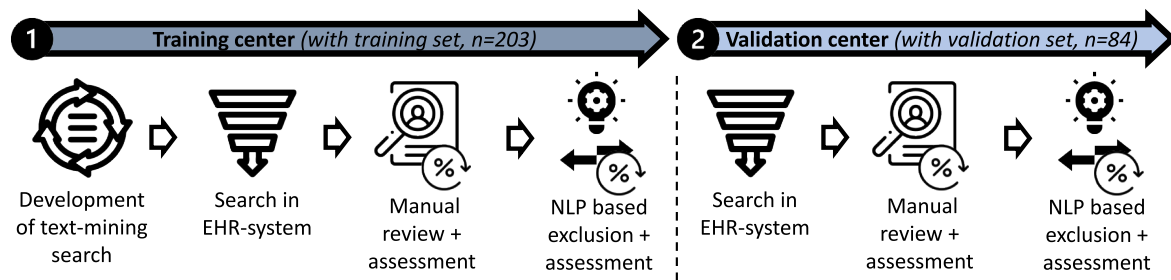 1 Training center (with training set, n=203)
2 Validation center (with validation set, n=84)
Development
of text-mining
search
Search in
EHR-system
%
Manual
review +
assessment
%
NLP based
exclusion +
assessment
Search in
EHR-system
%
Manual
review +
assessment
%
NLP based
exclusion +
assessment